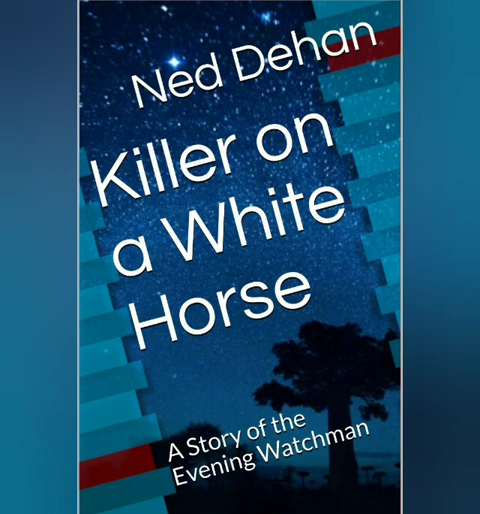 Ned Dehan
Killer on
a White
Horse
A Story of the
Evening Watchman